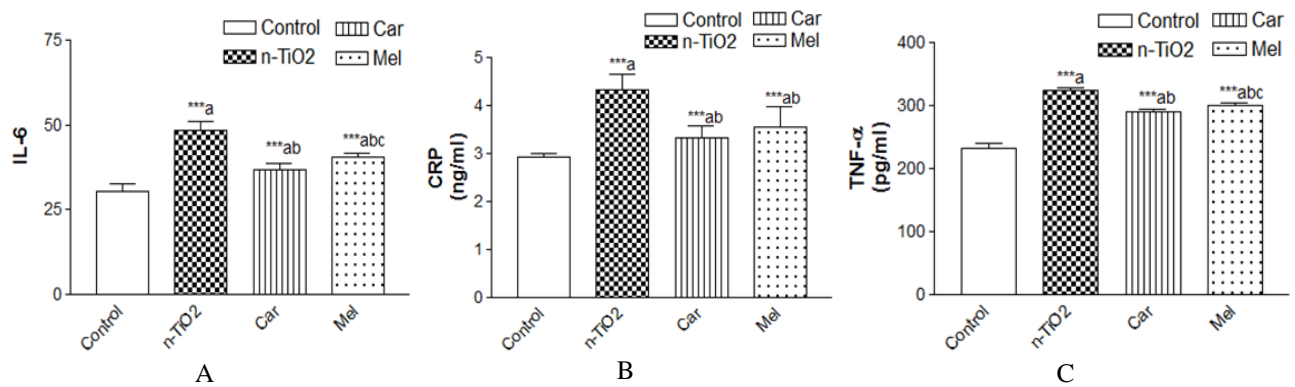 Control Car
n-TiO2 Mel
75
50
25
0
IL-6
***a
***ab
***abc
Control
n-TiO2
Car
Mel
A
Control Car
n-TiO2 Mel
5
4
3
2
1
0
CRP
(ng/ml)
***a
***ab
***ab
Control
n-TiO2
Car
Mel
B
Control Car
n-TiO2 Mel
400
300
200
100
0
TNF-α
(pg/ml)
***a
***ab
***abc
Control
n-TiO2
Car
Mel
C